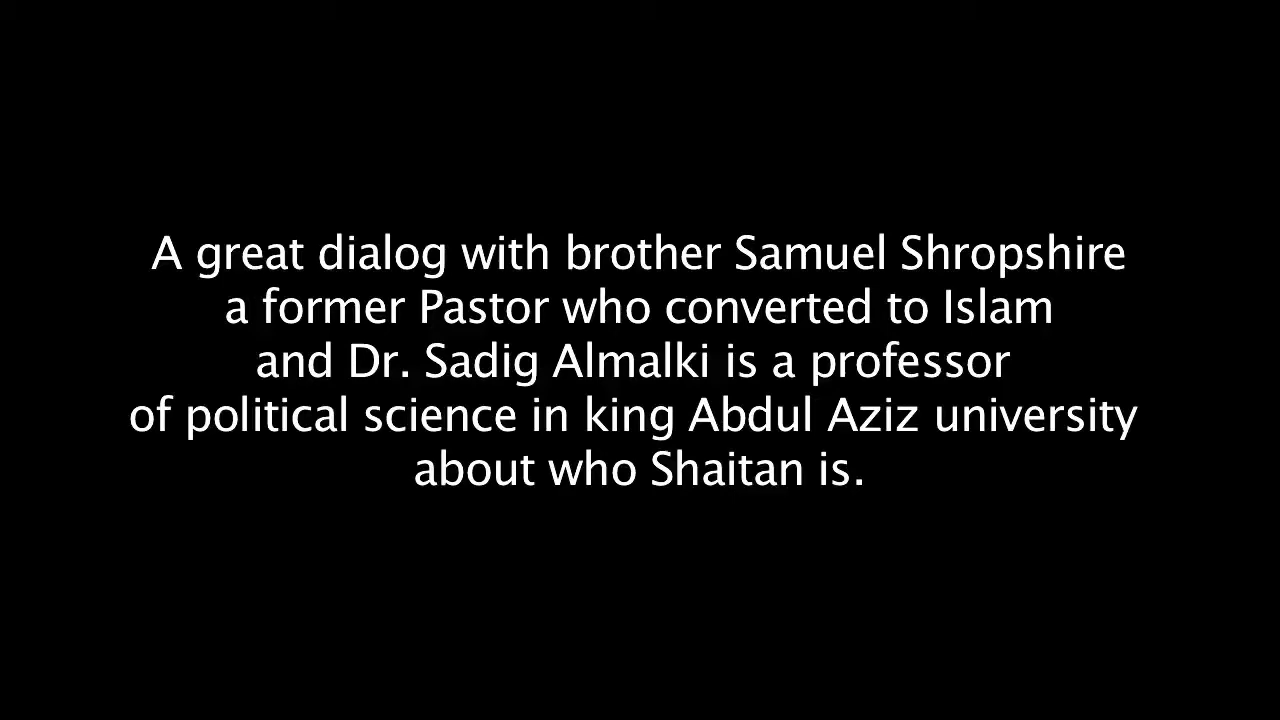 A great dialog with brother Samuel Shropshire
a former Pastor who converted to Islam
and Dr. Sadig Almalki is a professor
of political science in king Abdul Aziz university
about who Shaitan is.